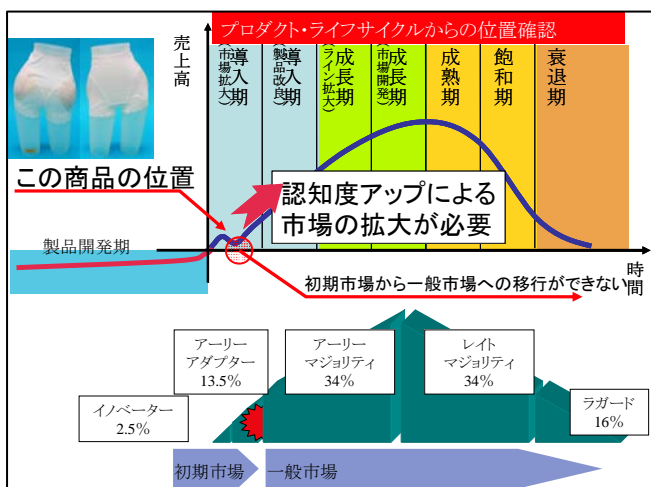 プロダクト・ライフサイクルからの位置確認
売上高
導入期
(市場拡大)
導入期
(製品改良)
成長期
(ライン拡大)
成長期
(市場開発)
成熟期
飽和期
衰退期
この商品の位置
認知度アップによる
市場の拡大が必要
製品開発期
初期市場から一般市場への移行ができない
時間
アーリー
アダプター
13.5%
アーリー
マジョリティ
34%
レイト
マジョリティ
34%
イノベーター
2.5%
ラガード
16%
初期市場
一般市場